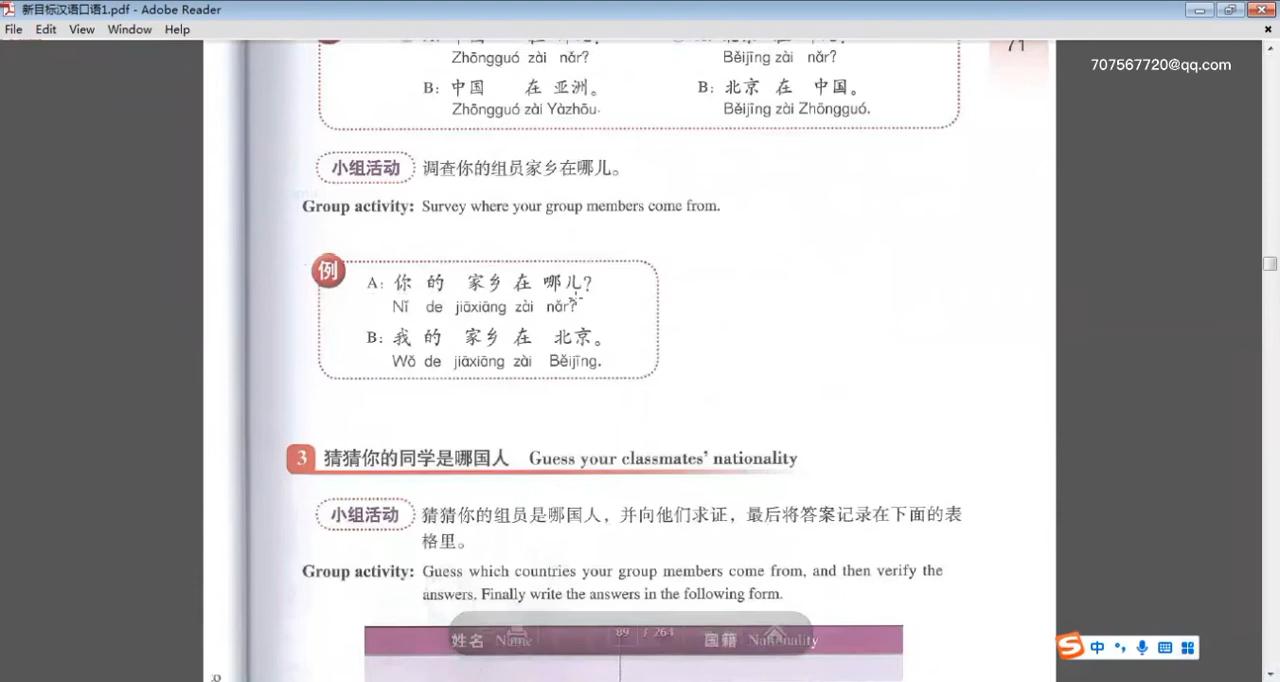 新目标汉语口语1.pdf - Adobe Reader
File Edit View Window Help
707567720@qq.com
71
Zhōngguó zài nǎr?
Běijīng zài nǎr?
B: 中国 在 亚洲。
B: 北京 在 中国。
Zhōngguó zài Yàzhōu.
Běijīng zài Zhōngguó.
小组活动 调查你的组员家乡在哪儿。
Group activity: Survey where your group members come from.
例
A: 你 的 家乡 在 哪儿?
Nǐ de jiāxiāng zài nǎr?
B: 我 的 家乡 在 北京。
Wǒ de jiāxiāng zài Běijīng.
3 猜猜你的同学是哪国人 Guess your classmates' nationality
小组活动 猜猜你的组员是哪国人，并向他们求证，最后将答案记录在下面的表
格里。
Group activity: Guess which countries your group members come from, and then verify the
answers. Finally write the answers in the following form.
姓名 Name 国籍 Nationality
89 / 264
中